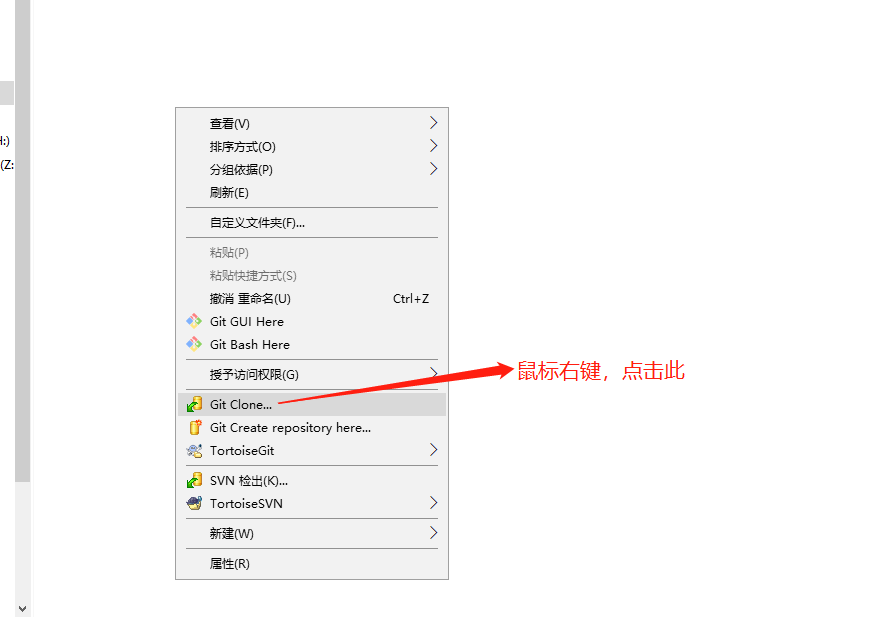 H:)
(Z:
查看(V)
排序方式(O)
分组依据(P)
刷新(E)
自定义文件夹(F)...
粘贴(P)
粘贴快捷方式(S)
撤消 重命名(U) Ctrl+Z
Git GUI Here
Git Bash Here
授予访问权限(G)
鼠标右键，点击此
Git Clone...
Git Create repository here...
TortoiseGit
SVN 检出(K)...
TortoiseSVN
新建(W)
属性(R)